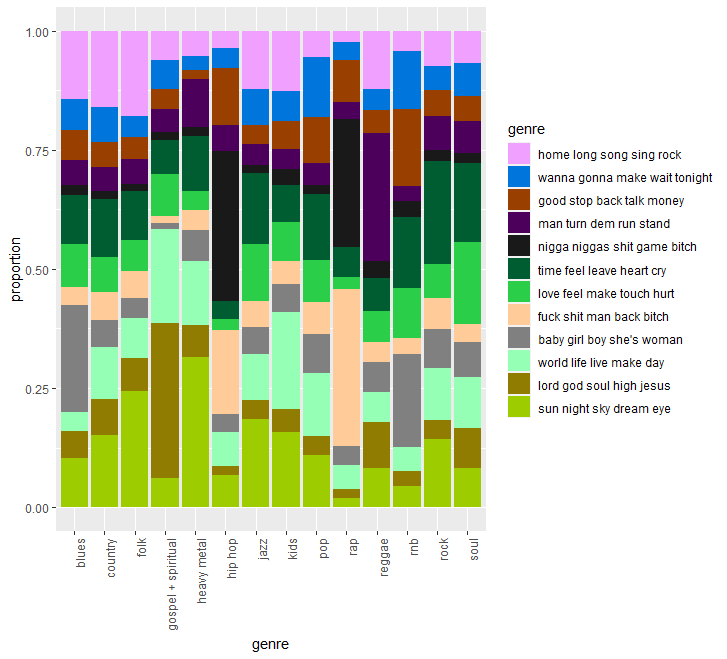 1.00
0.75
0.50
0.25
0.00
proportion
blues
country
folk
gospel + spiritual
heavy metal
hip hop
jazz
kids
pop
rap
reggae
rnb
rock
soul
genre
genre
home long song sing rock
wanna gonna make wait tonight
good stop back talk money
man turn dem run stand
nigga niggas shit game bitch
time feel leave heart cry
love feel make touch hurt
fuck shit man back bitch
baby girl boy she's woman
world life live make day
lord god soul high jesus
sun night sky dream eye